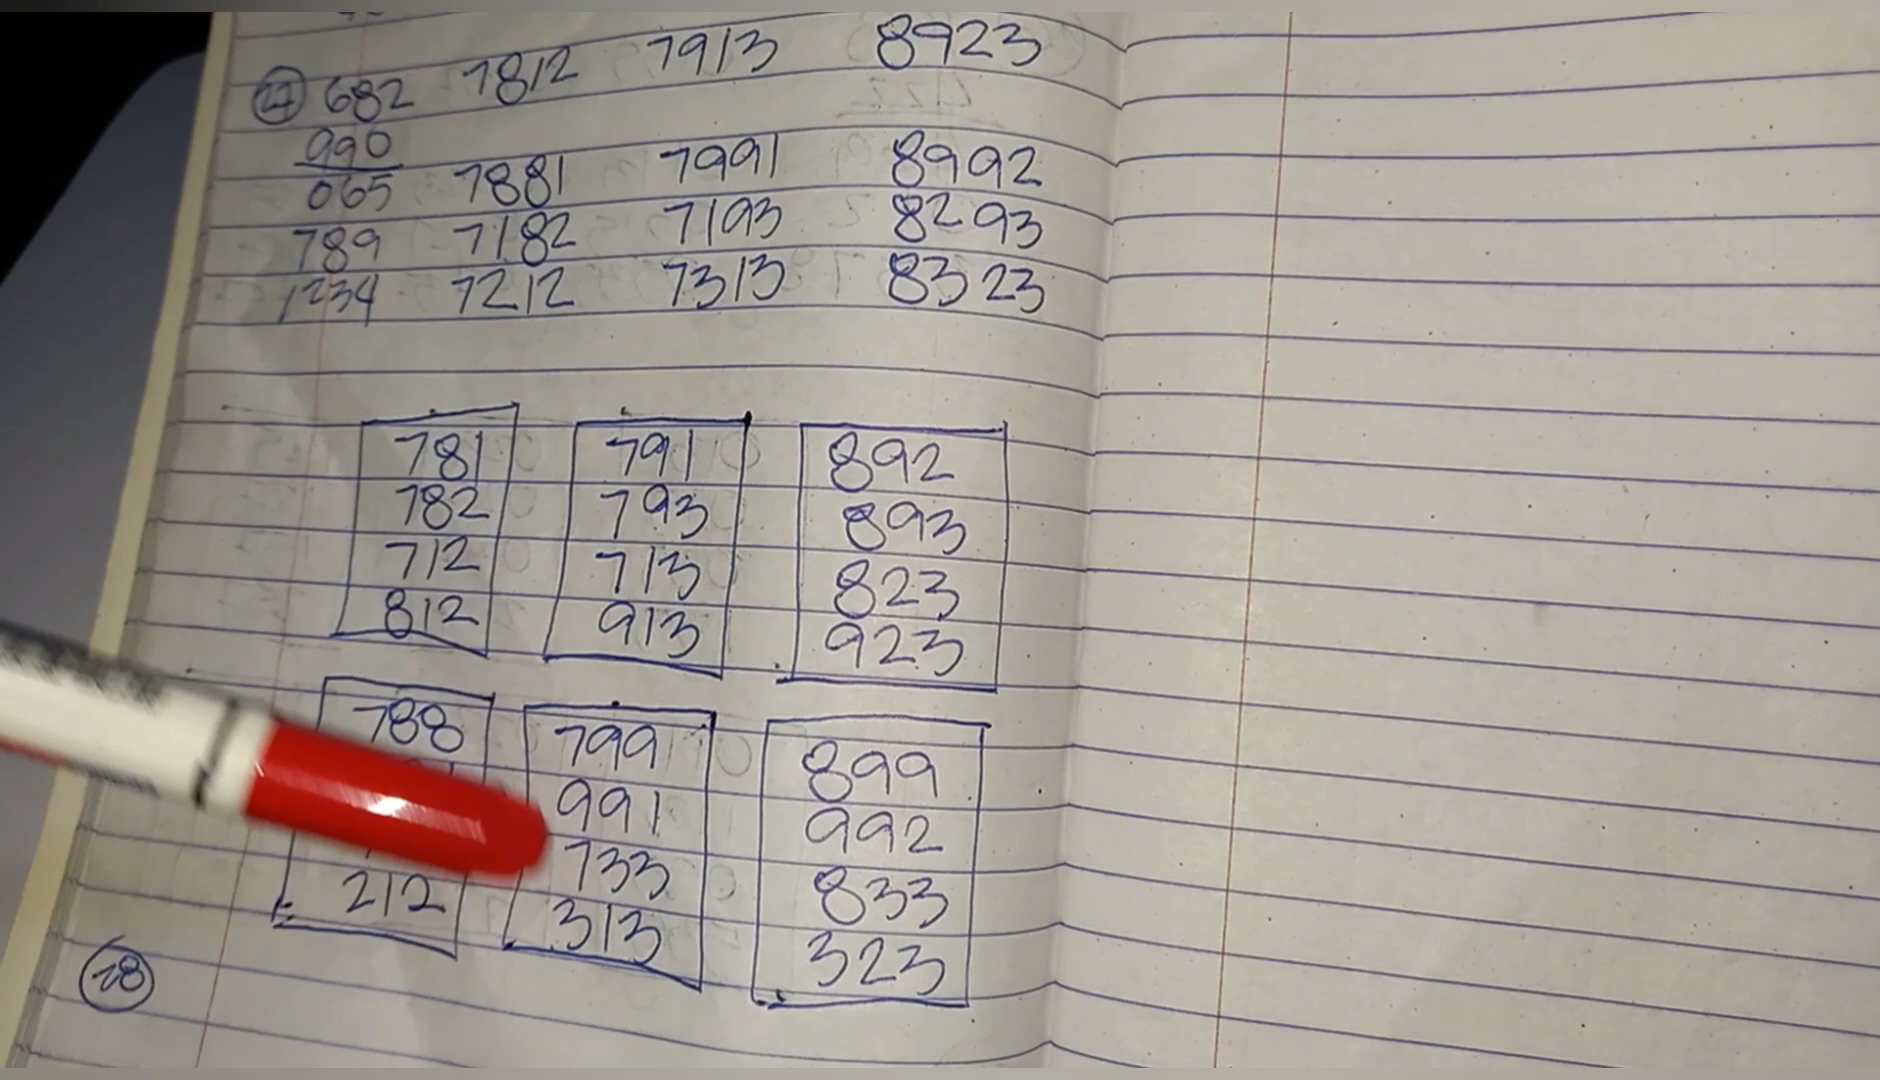 27 682 7812 7913 8923
990
065 7881 7991 8992
789 7182 7193 8293
1234 7212 7313 8323
781 791 892
782 793 893
712 713 823
812 913 923
788 799 899
991 992
733 833
212 313 323
28